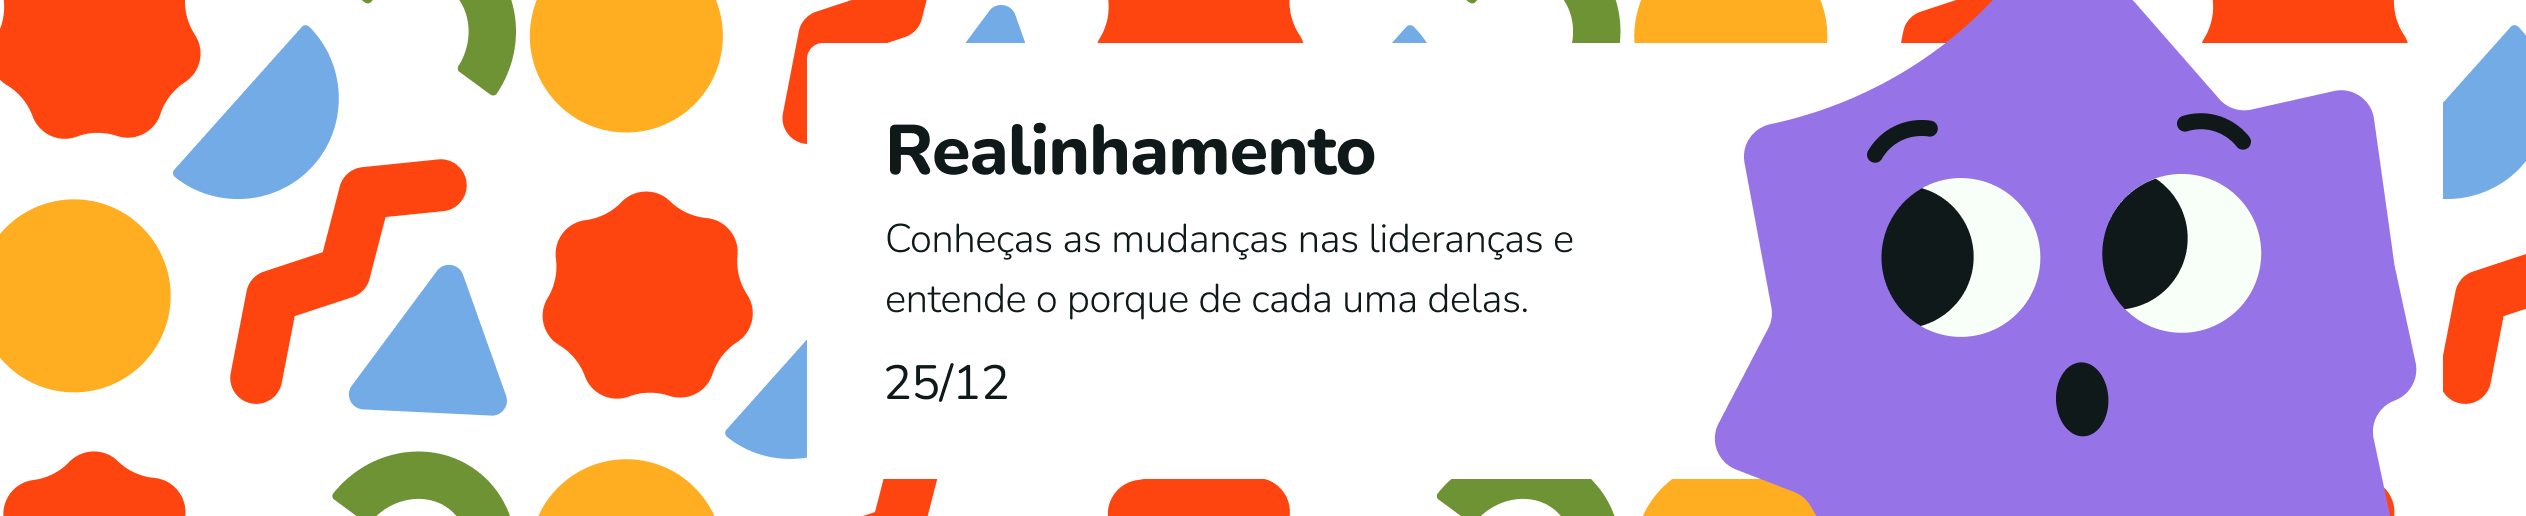 Realinhamento
Conheças as mudanças nas lideranças e
entende o porque de cada uma delas.
25/12